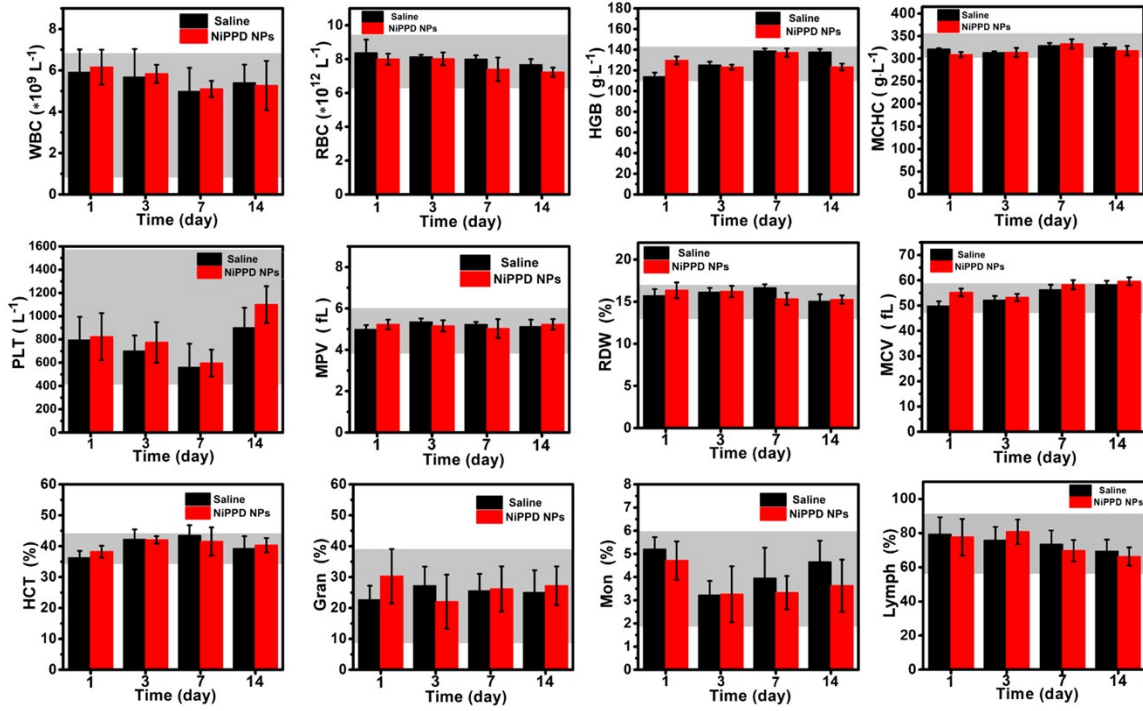 Saline
NiPPD NPs
WBC (*10⁹ L⁻¹)
8
6
4
2
0
1 3 7 14
Time (day)
Saline
NiPPD NPs
RBC (*10¹² L⁻¹)
10
8
6
4
2
0
1 3 7 14
Time (day)
Saline
NiPPD NPs
HGB (g·L⁻¹)
180
160
140
120
100
80
60
40
20
0
1 3 7 14
Time (day)
Saline
NiPPD NPs
MCHC (g·L⁻¹)
400
350
300
250
200
150
100
50
0
1 3 7 14
Time (day)
Saline
NiPPD NPs
PLT ( L⁻¹)
1600
1400
1200
1000
800
600
400
200
0
1 3 7 14
Time (day)
Saline
NiPPD NPs
MPV ( fL)
8
6
4
2
0
1 3 7 14
Time (day)
Saline
NiPPD NPs
RDW (%)
20
15
10
5
0
1 3 7 14
Time (day)
Saline
NiPPD NPs
MCV ( fL)
70
60
50
40
30
20
10
0
1 3 7 14
Time (day)
Saline
NiPPD NPs
HCT (%)
60
50
40
30
20
10
0
1 3 7 14
Time (day)
Saline
NiPPD NPs
Gran (%)
60
50
40
30
20
10
0
1 3 7 14
Time (day)
Saline
NiPPD NPs
Mon (%)
8
7
6
5
4
3
2
1
0
1 3 7 14
Time (day)
Saline
NiPPD NPs
Lymph (%)
100
80
60
40
20
0
1 3 7 14
Time (day)